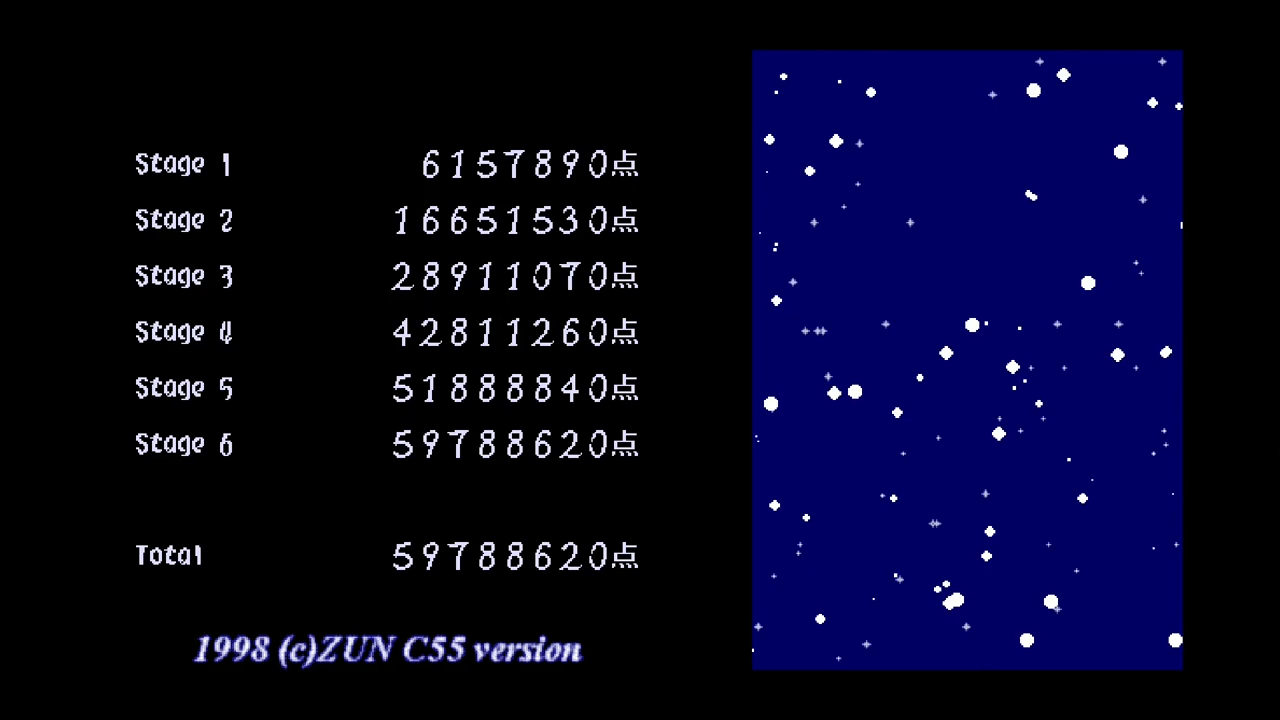 Stage 1 6157890点
Stage 2 16651530点
Stage 3 28911070点
Stage 4 42811260点
Stage 5 51888840点
Stage 6 59788620点
Total 59788620点
1998 (c)ZUN C55 version